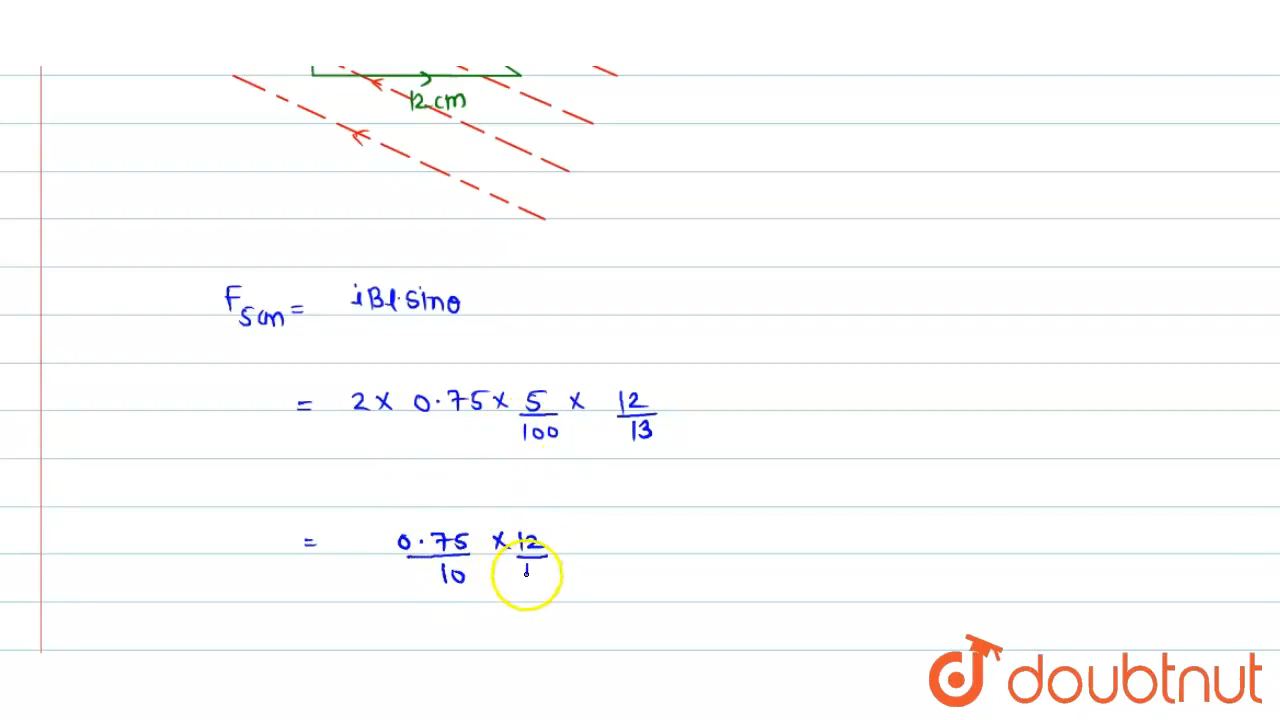 12 cm
F5cm = iBl·sinθ
= 2 × 0.75 × 5/100 × 12/13
= 0.75/10 × 12/1
doubtnut